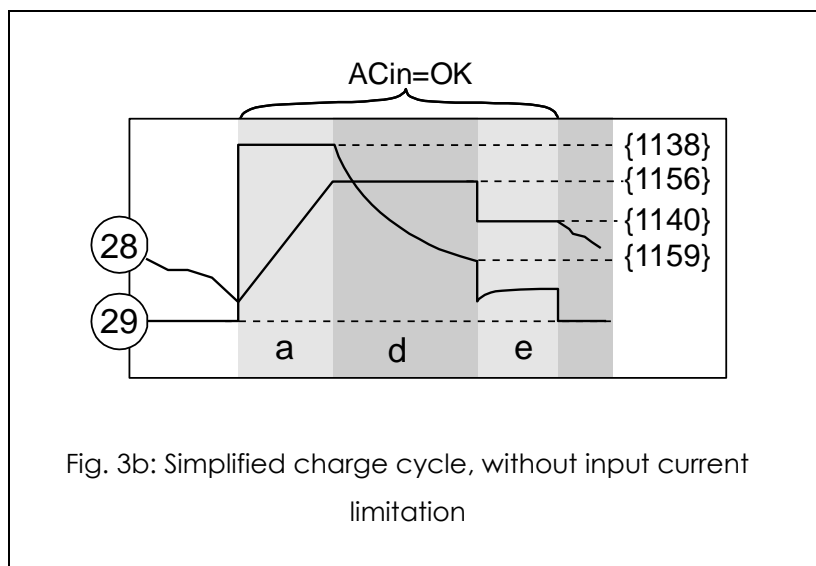 ACin=OK
{1138}
{1156}
28
{1140}
{1159}
29
a d e
Fig. 3b: Simplified charge cycle, without input current
limitation